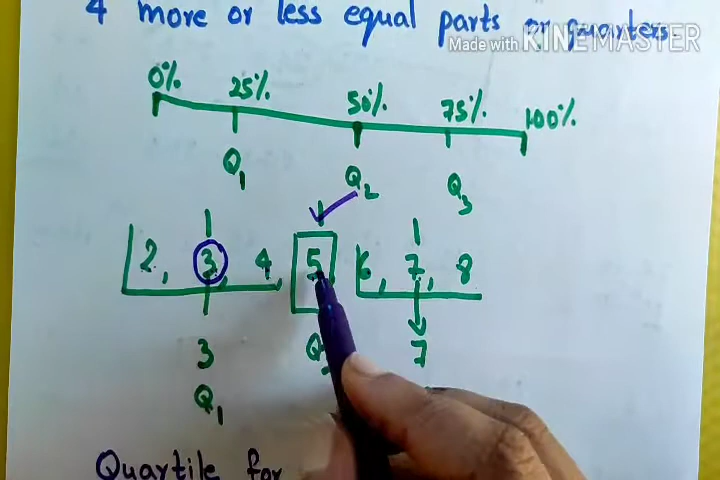 4 more or less equal parts or quarters.
Made with KINEMASTER
0% 25% 50% 75% 100%
Q1 Q2 Q3
2, 3, 4, 5 6, 7, 8
3 7
Q1
Quartile for